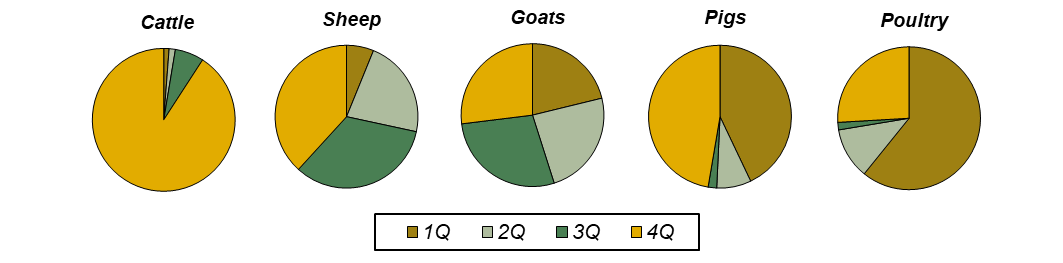 Cattle
Sheep
Goats
Pigs
Poultry
1Q 2Q 3Q 4Q